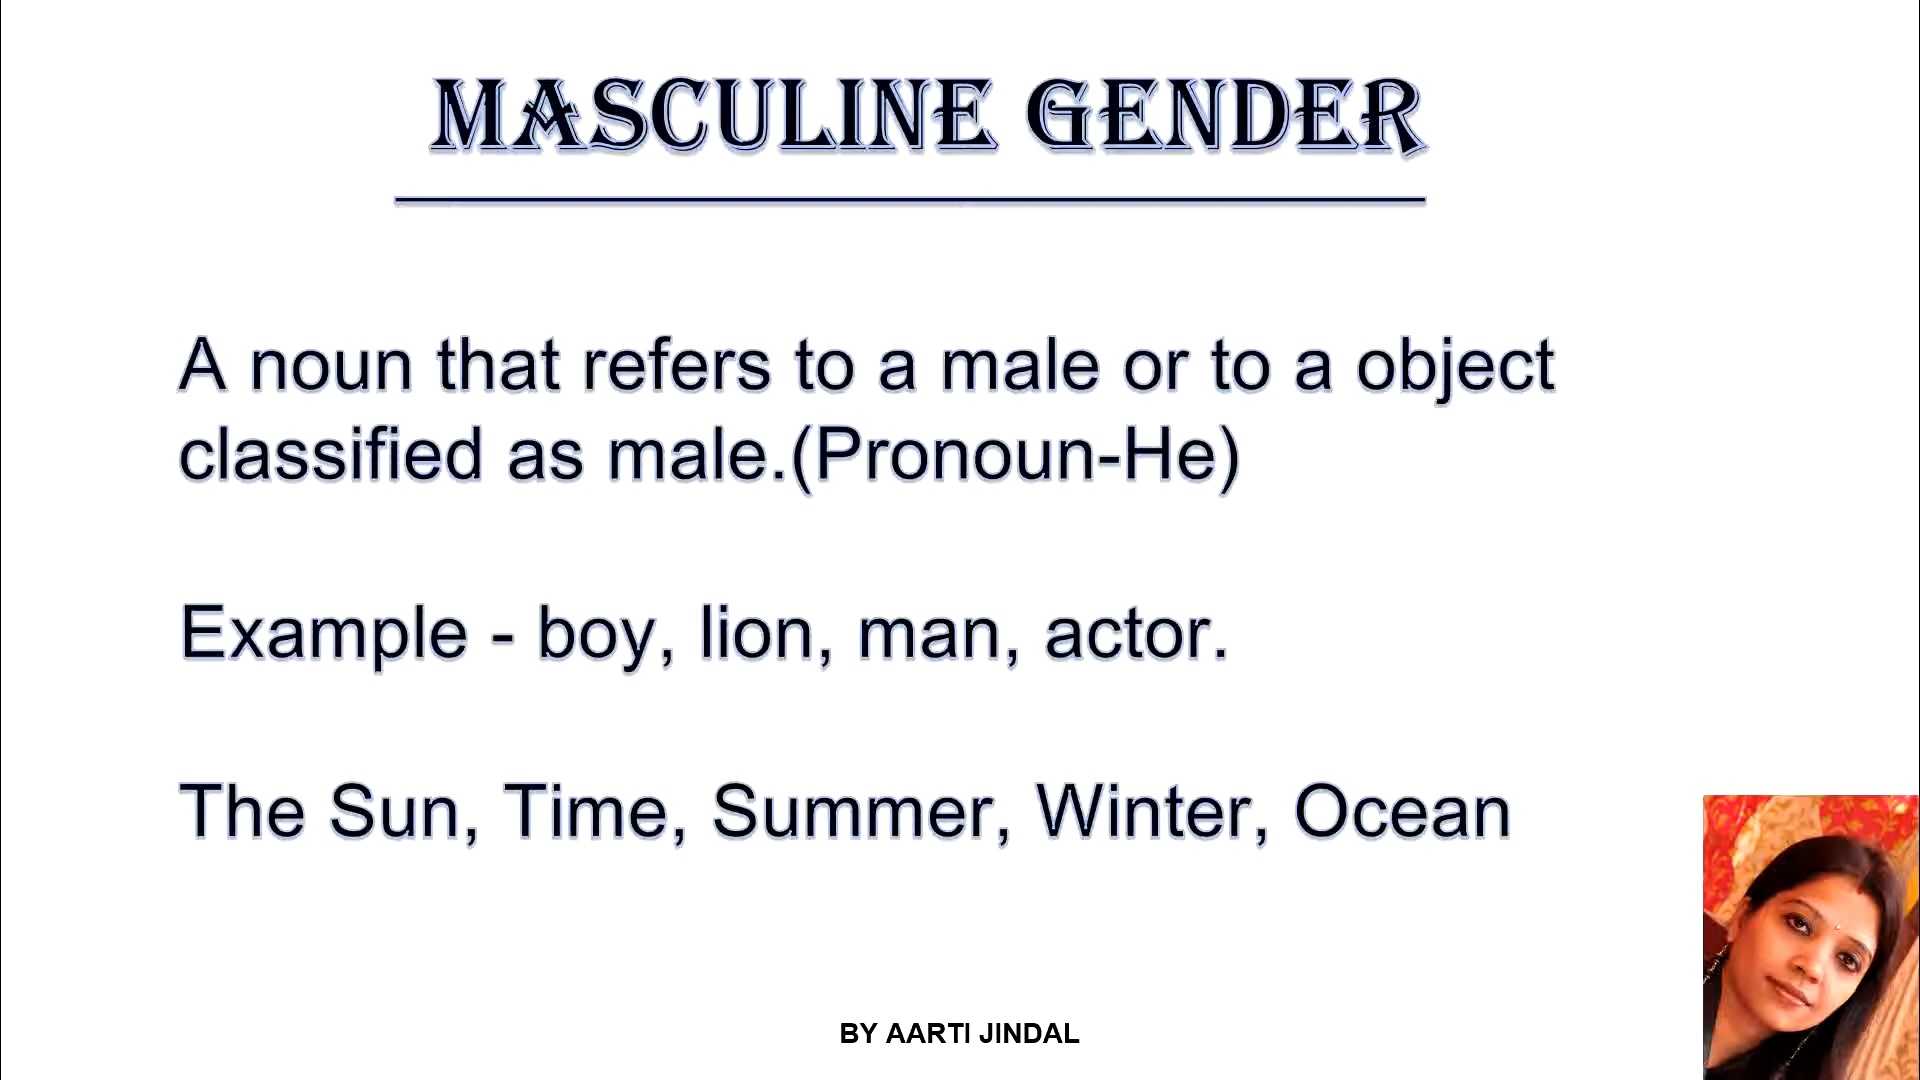 MASCULINE GENDER
A noun that refers to a male or to a object
classified as male.(Pronoun-He)
Example - boy, lion, man, actor.
The Sun, Time, Summer, Winter, Ocean
BY AARTI JINDAL